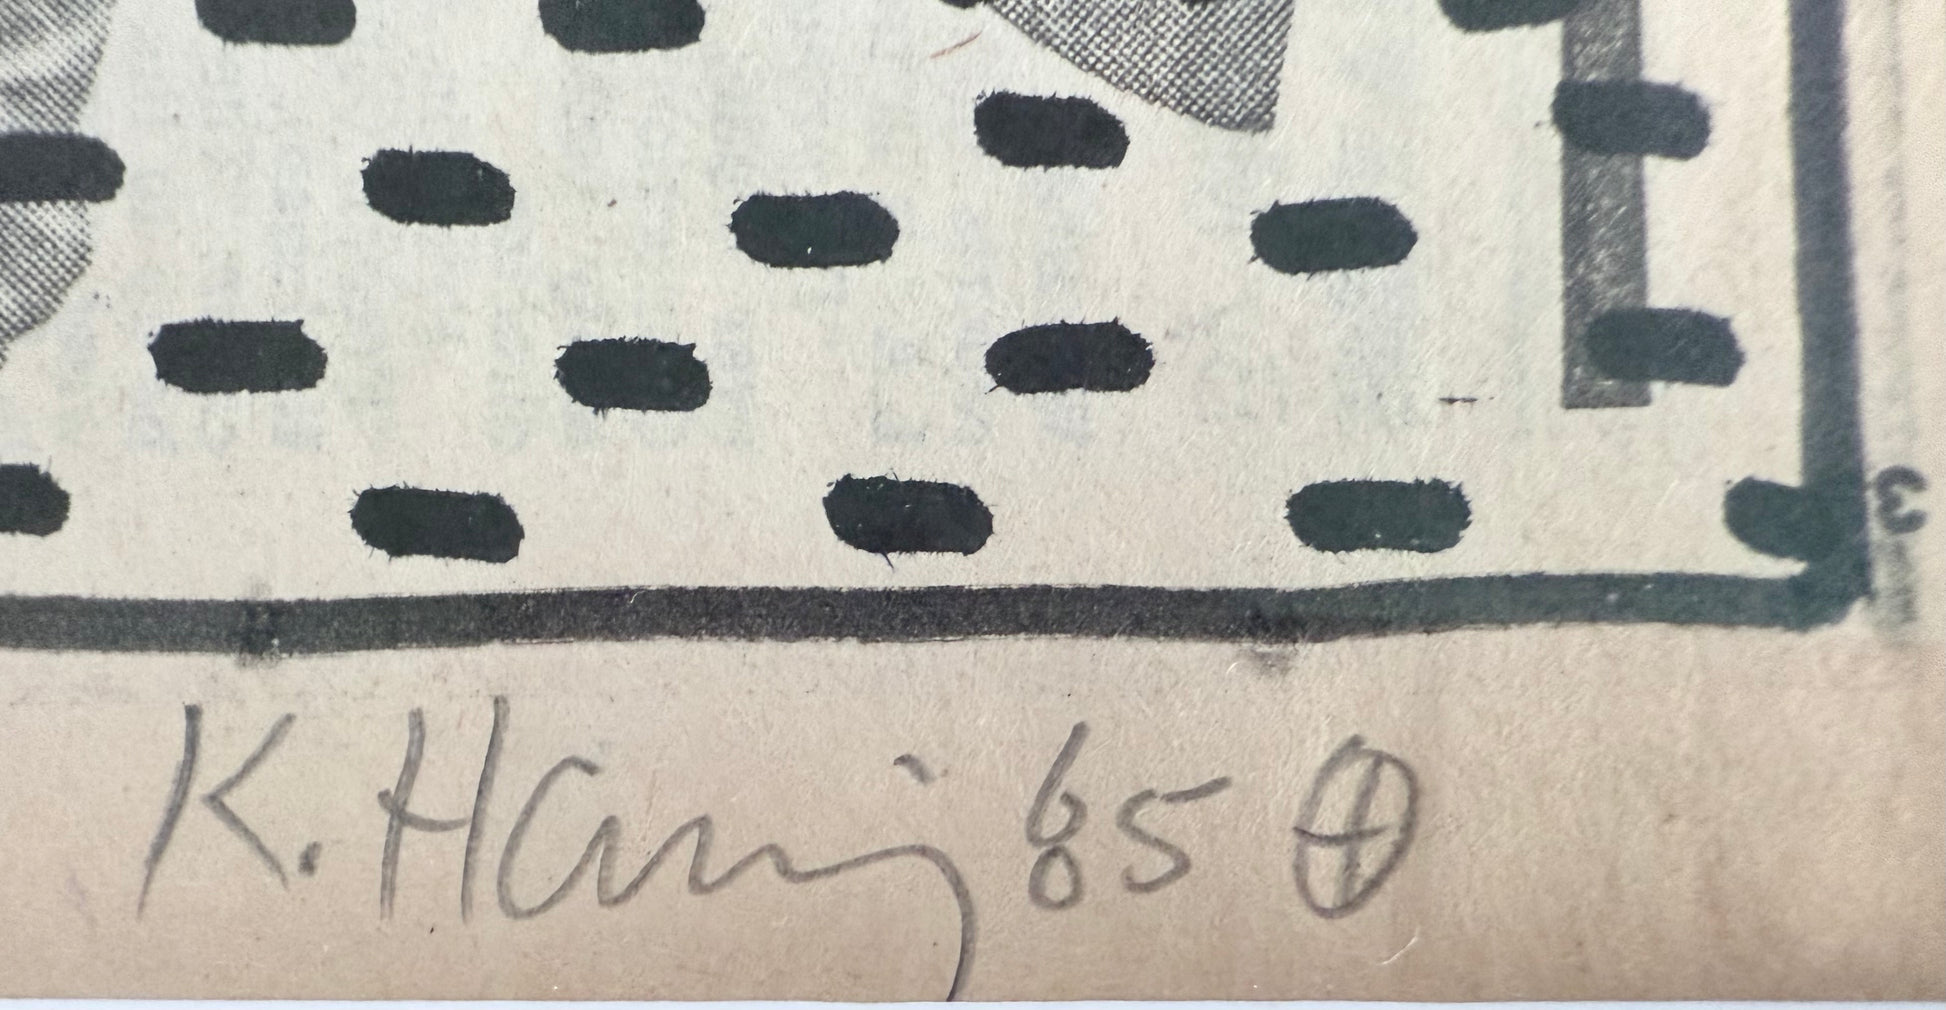 K. Haring 85 ⊕